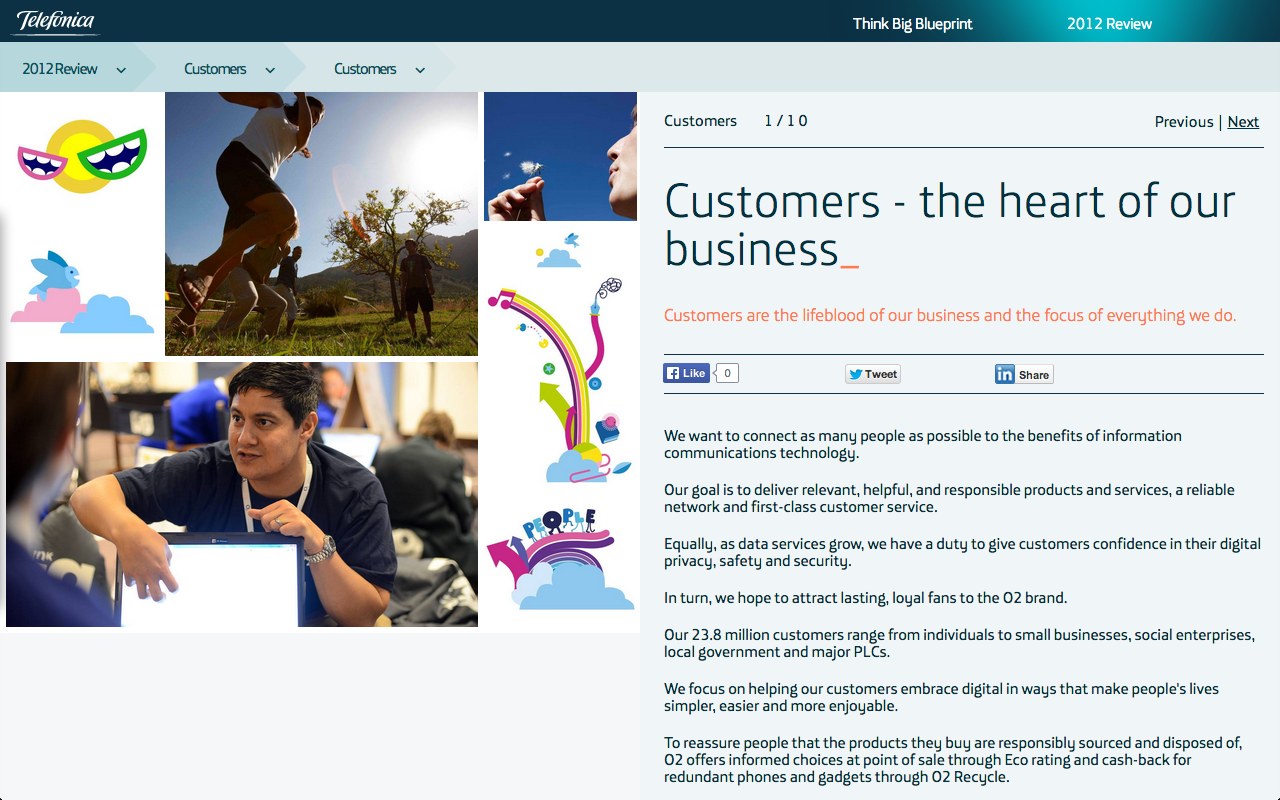 Telefónica
Think Big Blueprint
2012 Review
2012 Review
Customers
Customers
Customers 1 / 1 0
Previous | Next
Customers - the heart of our
business_
Customers are the lifeblood of our business and the focus of everything we do.
Like 0
Tweet
in Share
We want to connect as many people as possible to the benefits of information
communications technology.
Our goal is to deliver relevant, helpful, and responsible products and services, a reliable
network and first-class customer service.
Equally, as data services grow, we have a duty to give customers confidence in their digital
privacy, safety and security.
In turn, we hope to attract lasting, loyal fans to the O2 brand.
Our 23.8 million customers range from individuals to small businesses, social enterprises,
local government and major PLCs.
We focus on helping our customers embrace digital in ways that make people's lives
simpler, easier and more enjoyable.
To reassure people that the products they buy are responsibly sourced and disposed of,
O2 offers informed choices at point of sale through Eco rating and cash-back for
redundant phones and gadgets through O2 Recycle.
PEOPLE